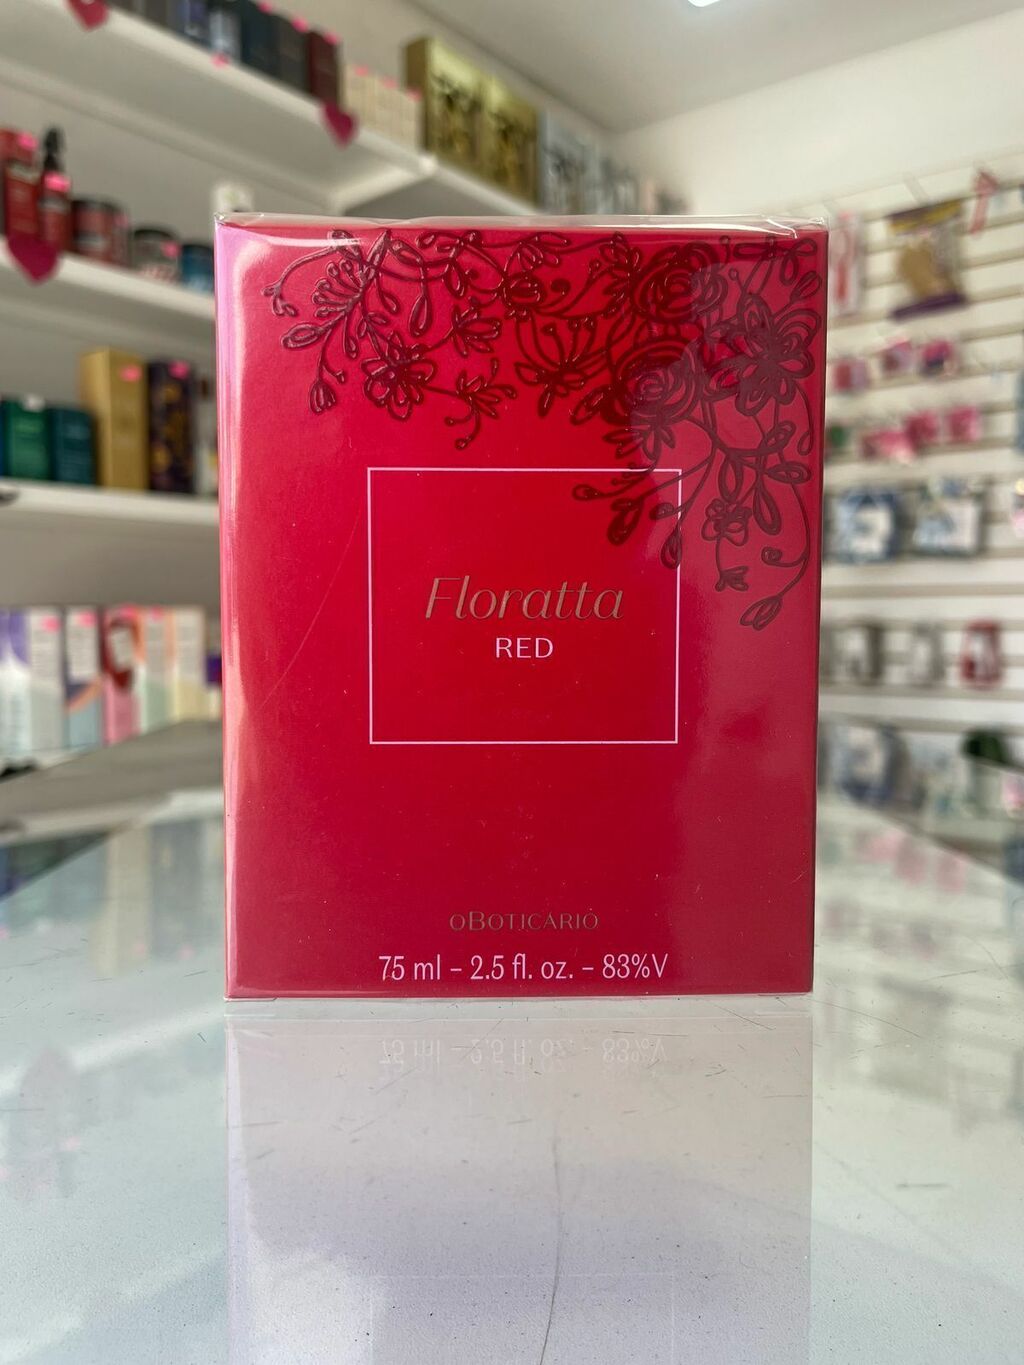 Floratta
RED
oBOTICÁRIO
75 ml – 2.5 fl. oz. – 83%V